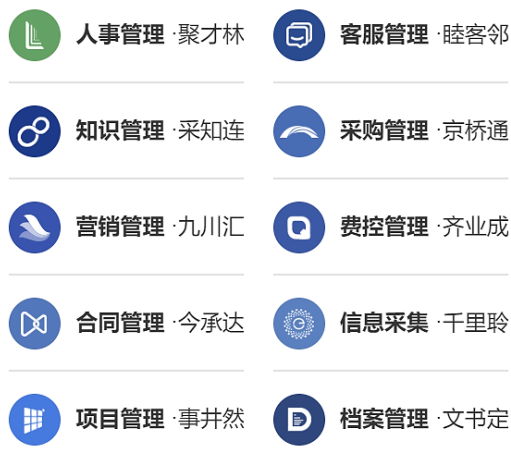 人事管理 ·聚才林
客服管理 ·睦客邻
知识管理 ·采知连
采购管理 ·京桥通
营销管理 ·九川汇
费控管理 ·齐业成
合同管理 ·今承达
信息采集 ·千里聆
项目管理 ·事井然
档案管理 ·文书定